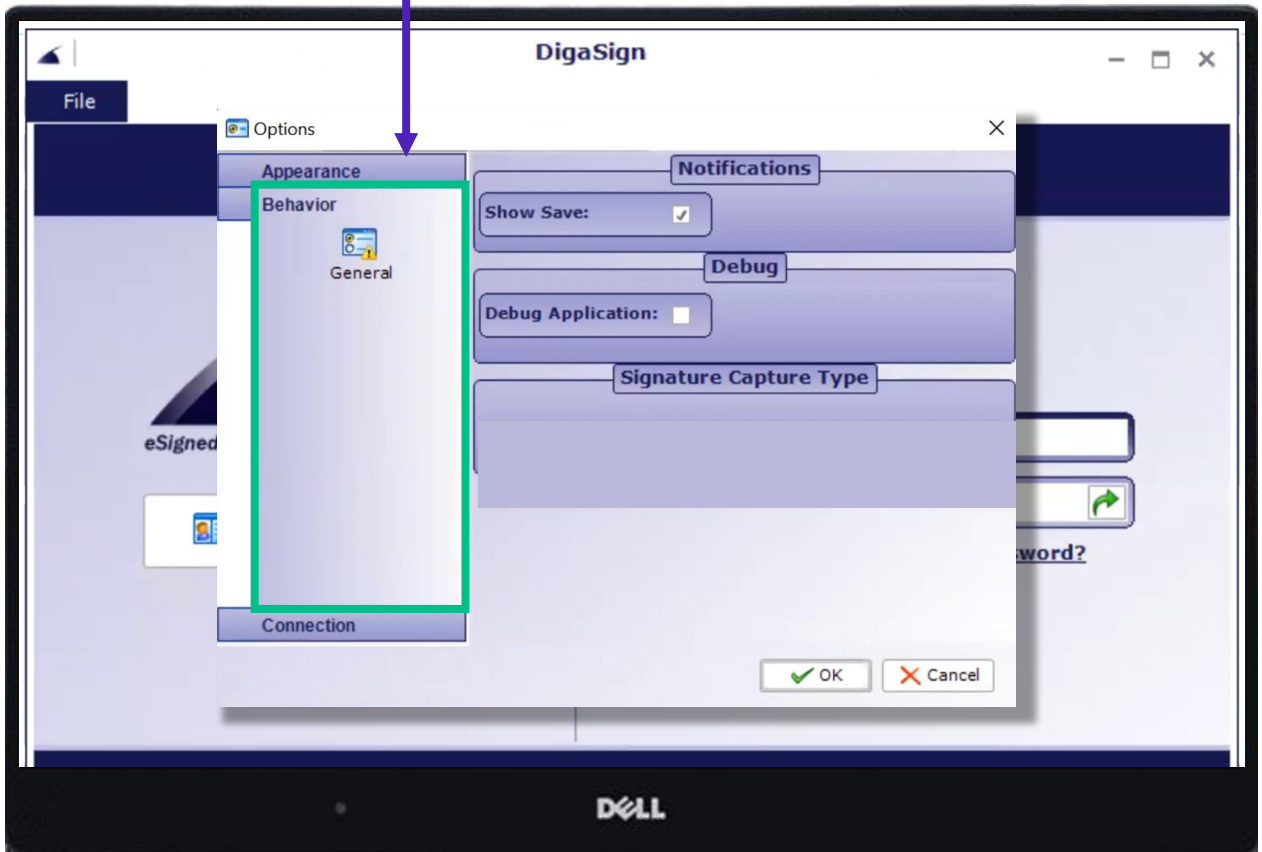 DigaSign
File
Options
Appearance
Behavior
General
Connection
Notifications
Show Save:
Debug
Debug Application:
Signature Capture Type
OK
Cancel
eSigned
word?
DELL